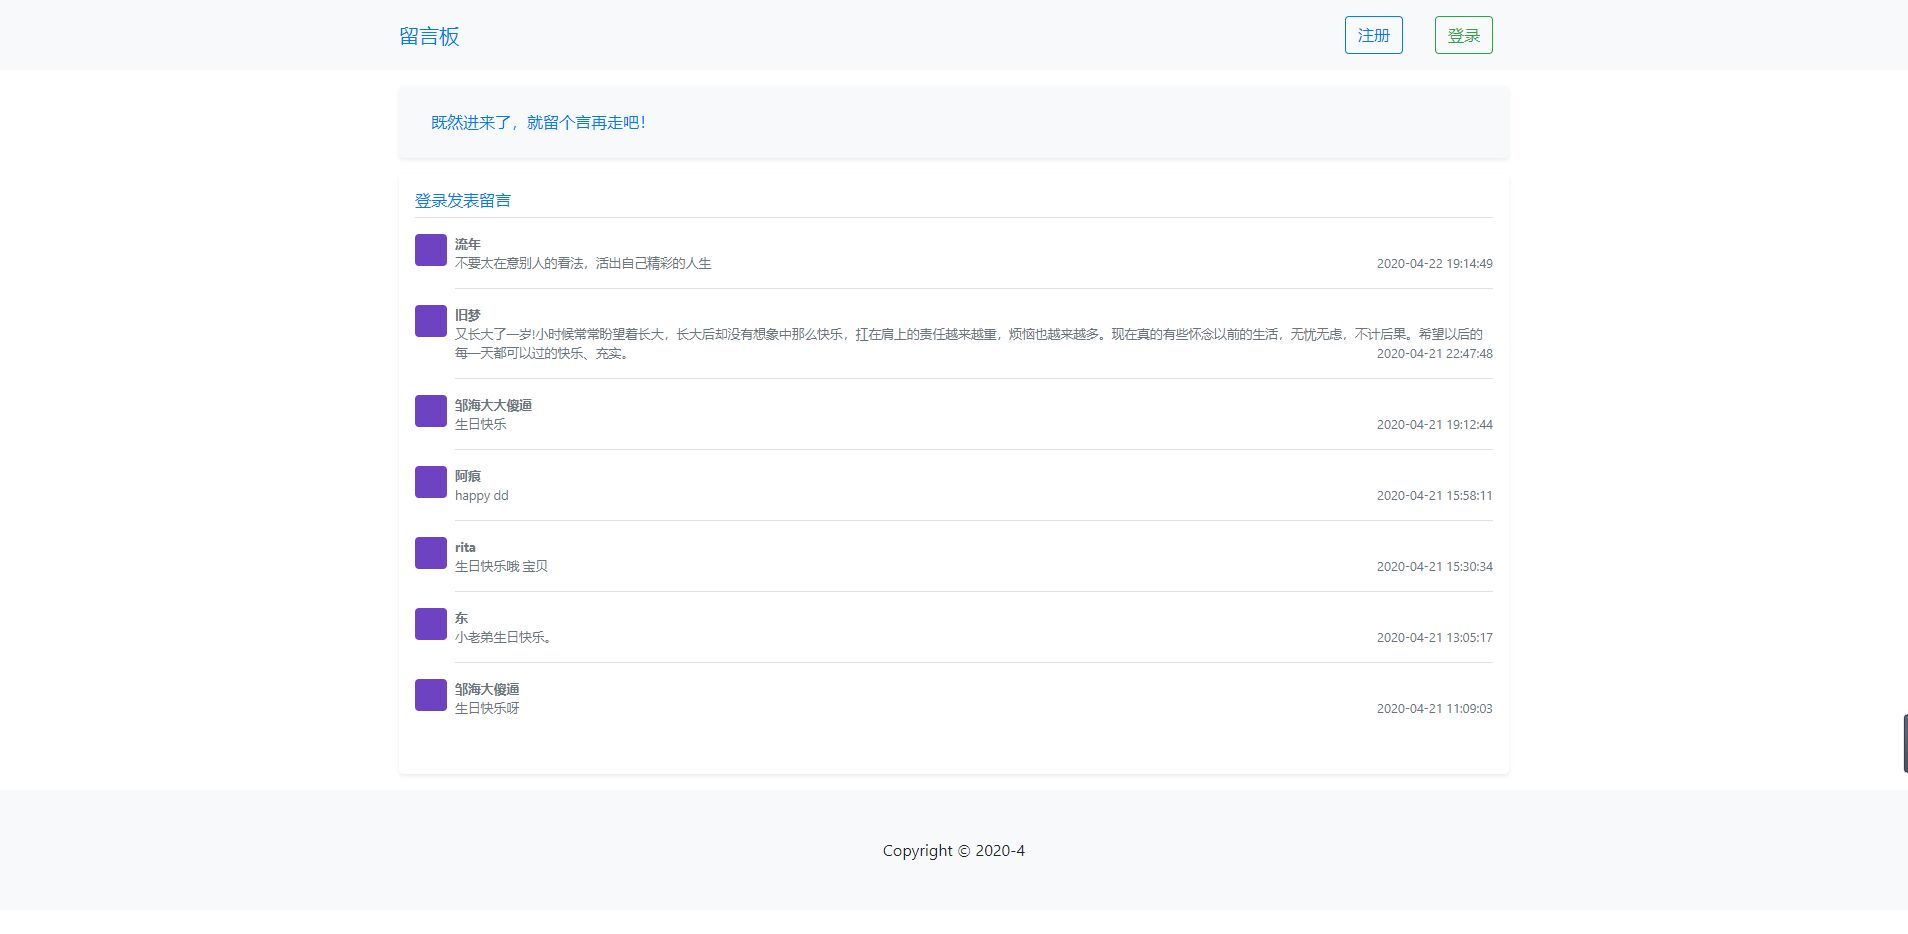 留言板
注册 登录
既然进来了，就留个言再走吧！
登录发表留言
流年
不要太在意别人的看法，活出自己精彩的人生 2020-04-22 19:14:49
旧梦
又长大了一岁!小时候常常盼望着长大，长大后却没有想象中那么快乐，扛在肩上的责任越来越重，烦恼也越来越多。现在真的有些怀念以前的生活，无忧无虑，不计后果。希望以后的
每一天都可以过的快乐、充实。 2020-04-21 22:47:48
邹海大大傻逼
生日快乐 2020-04-21 19:12:44
阿痕
happy dd 2020-04-21 15:58:11
rita
生日快乐哦 宝贝 2020-04-21 15:30:34
东
小老弟生日快乐。 2020-04-21 13:05:17
邹海大傻逼
生日快乐呀 2020-04-21 11:09:03
Copyright © 2020-4